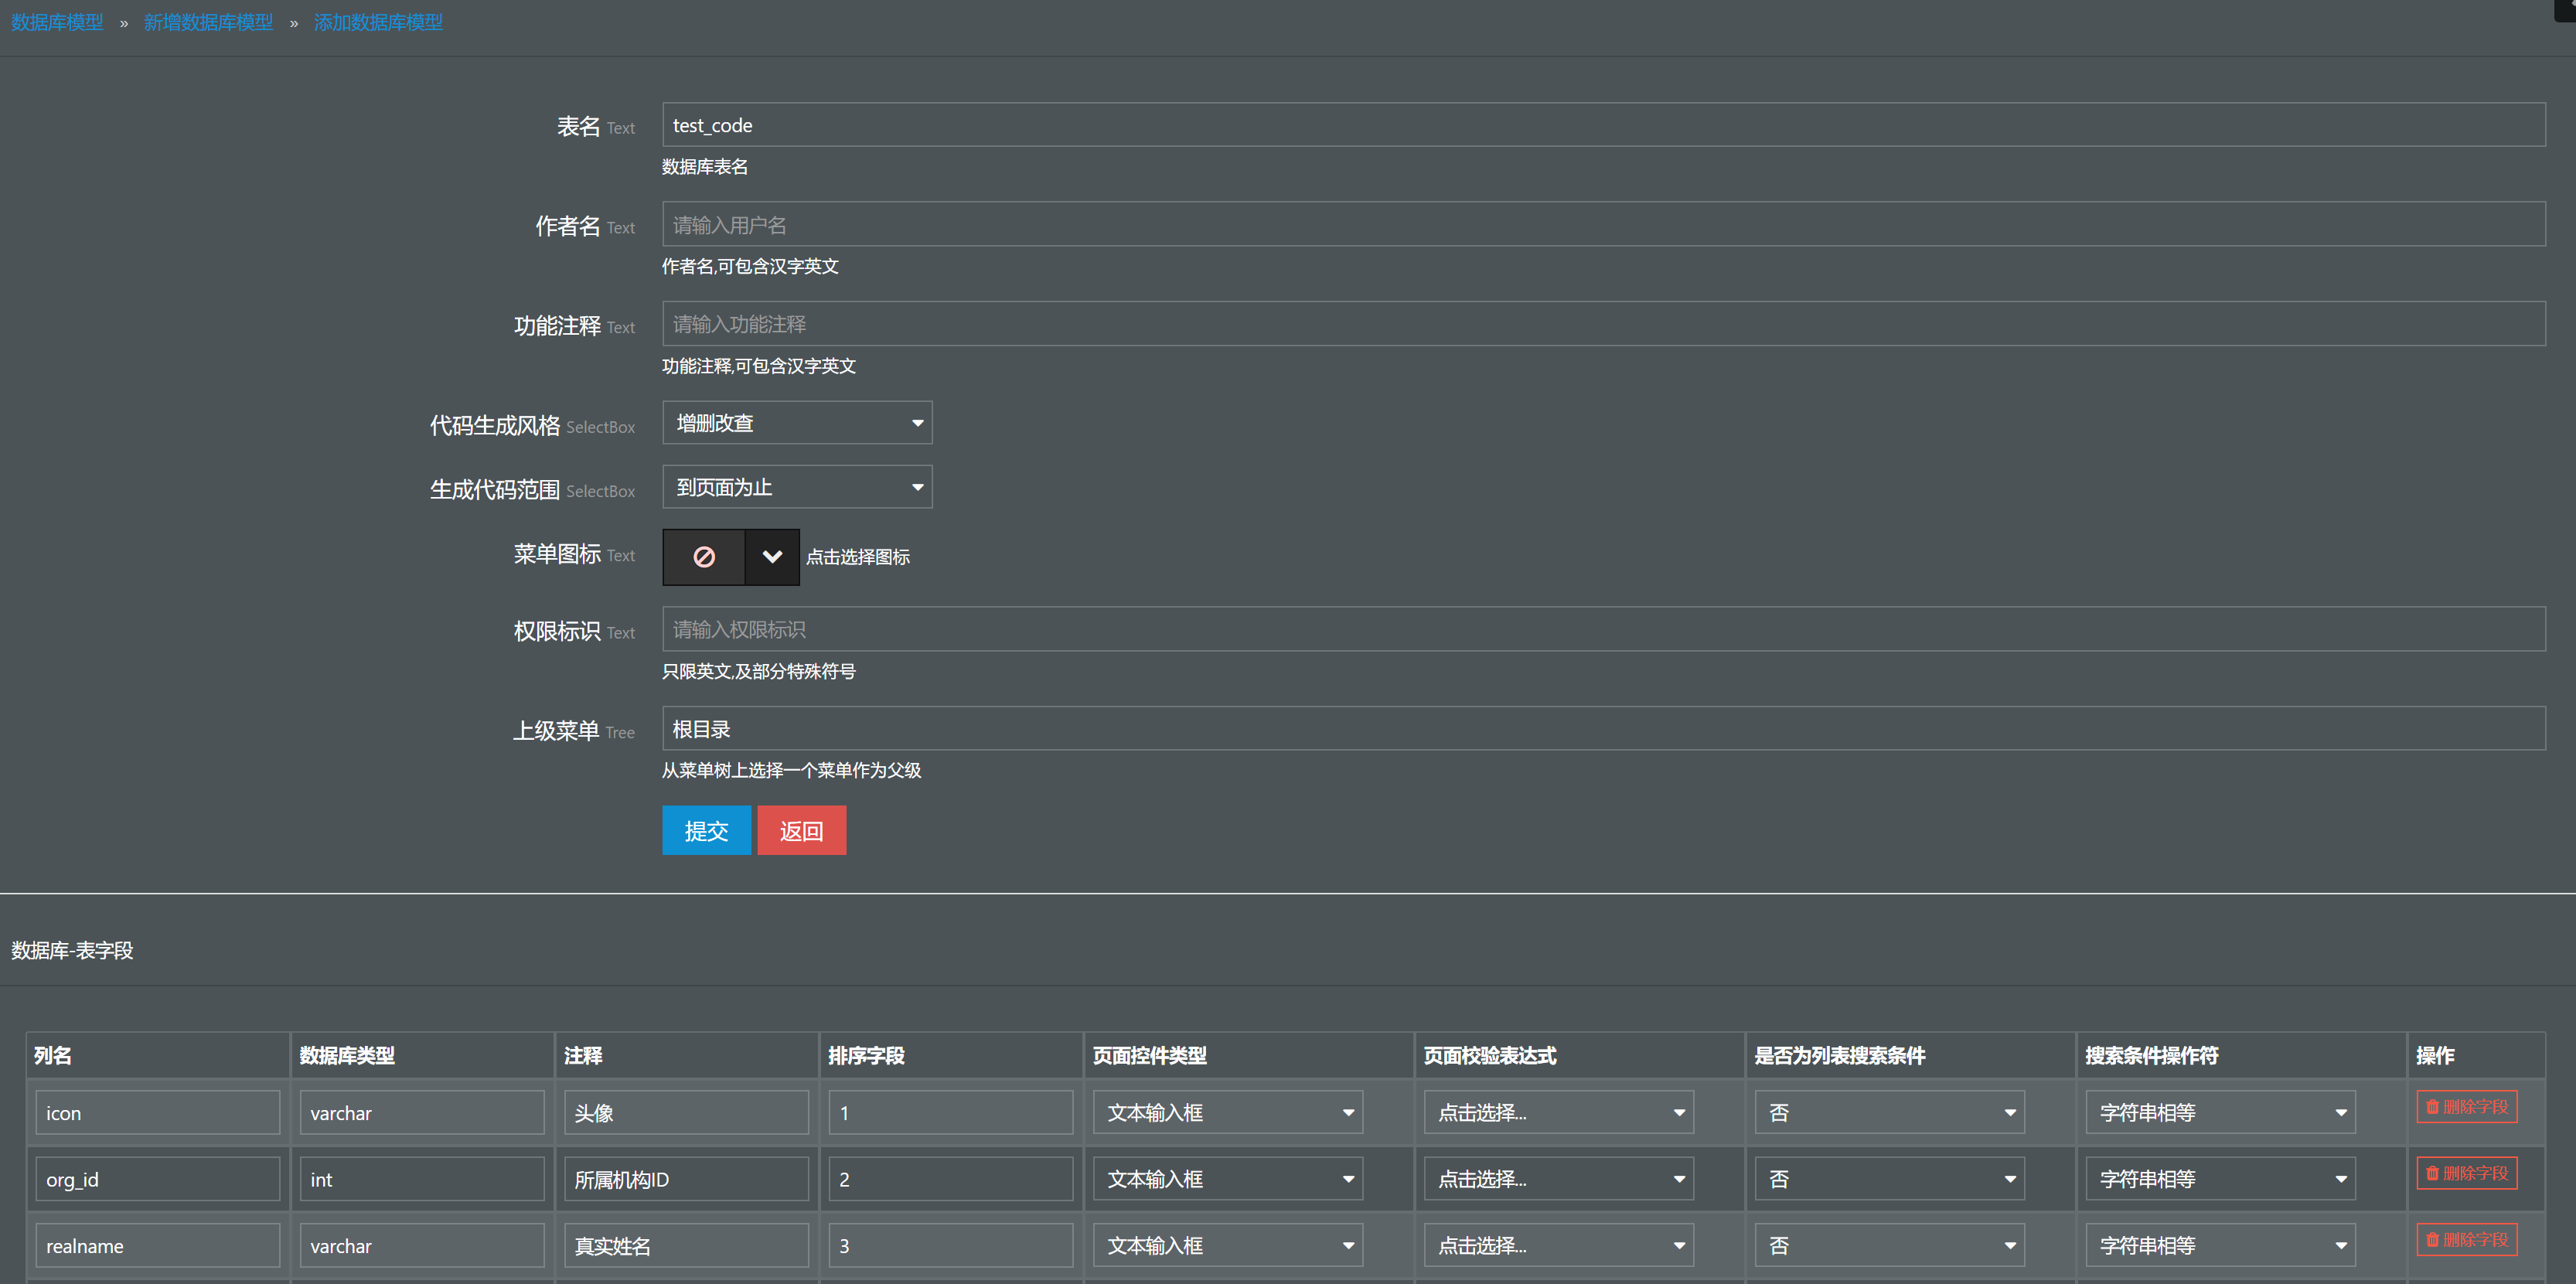 数据库模型 » 新增数据库模型 » 添加数据库模型
表名 Text test_code
数据库表名
作者名 Text 请输入用户名
作者名,可包含汉字英文
功能注释 Text 请输入功能注释
功能注释,可包含汉字英文
代码生成风格 SelectBox 增删改查
生成代码范围 SelectBox 到页面为止
菜单图标 Text 点击选择图标
权限标识 Text 请输入权限标识
只限英文,及部分特殊符号
上级菜单 Tree 根目录
从菜单树上选择一个菜单作为父级
提交 返回
数据库-表字段
列名 数据库类型 注释 排序字段 页面控件类型 页面校验表达式 是否为列表搜索条件 搜索条件操作符 操作
icon varchar 头像 1 文本输入框 点击选择... 否 字符串相等 删除字段
org_id int 所属机构ID 2 文本输入框 点击选择... 否 字符串相等 删除字段
realname varchar 真实姓名 3 文本输入框 点击选择... 否 字符串相等 删除字段